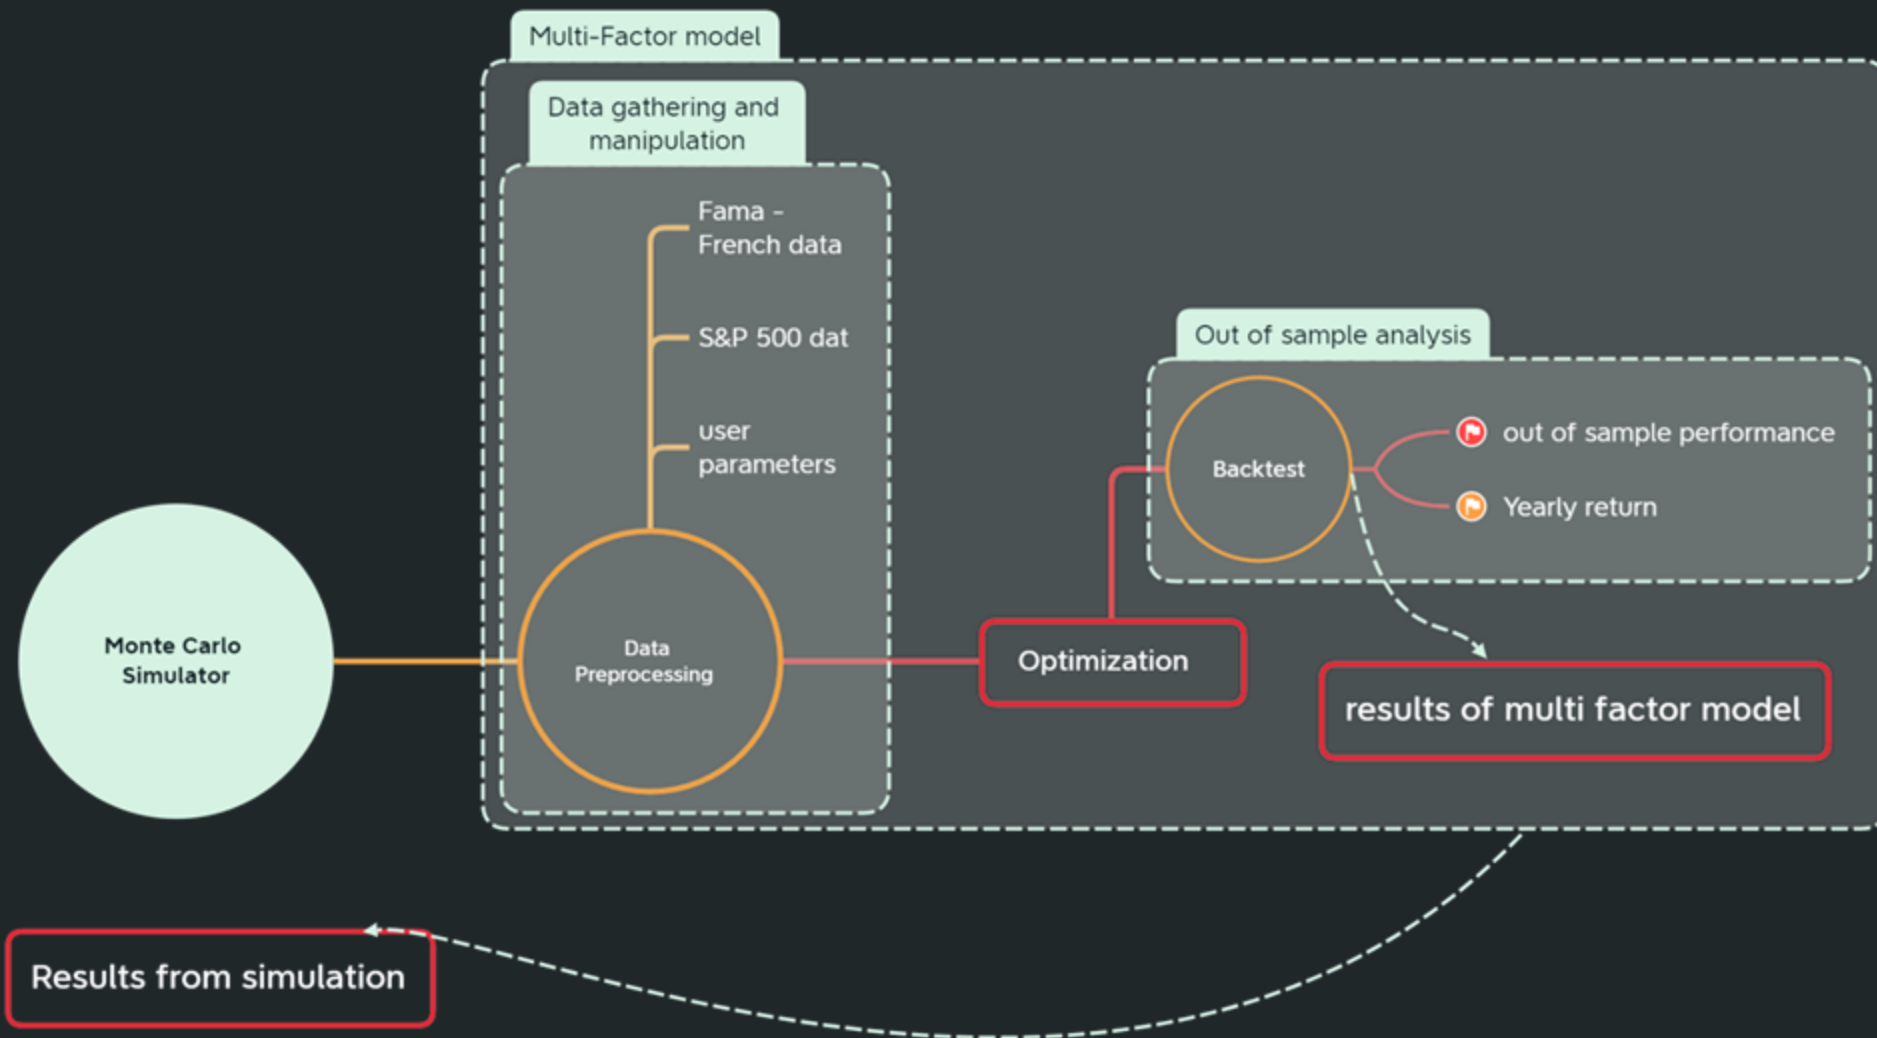 Multi-Factor model
Data gathering and
manipulation
Fama -
French data
S&P 500 dat
user
parameters
Out of sample analysis
Backtest
out of sample performance
Yearly return
Monte Carlo
Simulator
Data
Preprocessing
Optimization
results of multi factor model
Results from simulation